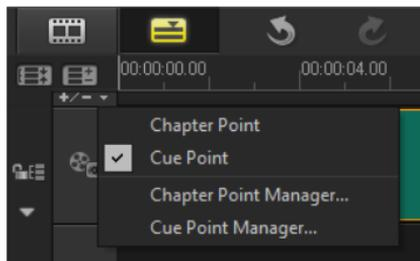 00:00:00.00 00:00:04.00
+/-
Chapter Point
Cue Point
Chapter Point Manager...
Cue Point Manager...